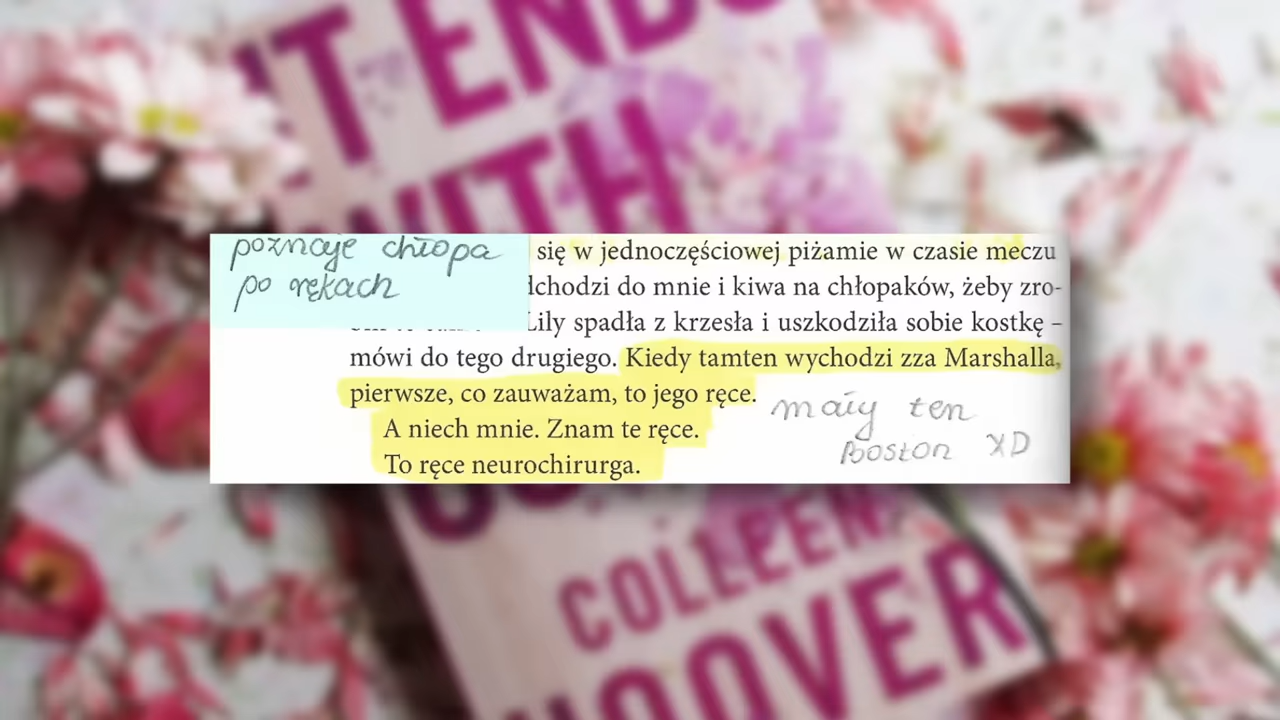 IT ENDS
WITH
poznaje chłopa
po rękach
się w jednoczęściowej piżamie w czasie meczu
dchodzi do mnie i kiwa na chłopaków, żeby zro-
Lily spadła z krzesła i uszkodziła sobie kostkę –
mówi do tego drugiego. Kiedy tamten wychodzi zza Marshalla,
pierwsze, co zauważam, to jego ręce.
A niech mnie. Znam te ręce.
To ręce neurochirurga.
mały ten
Boston XD
COLLEEN
HOOVER